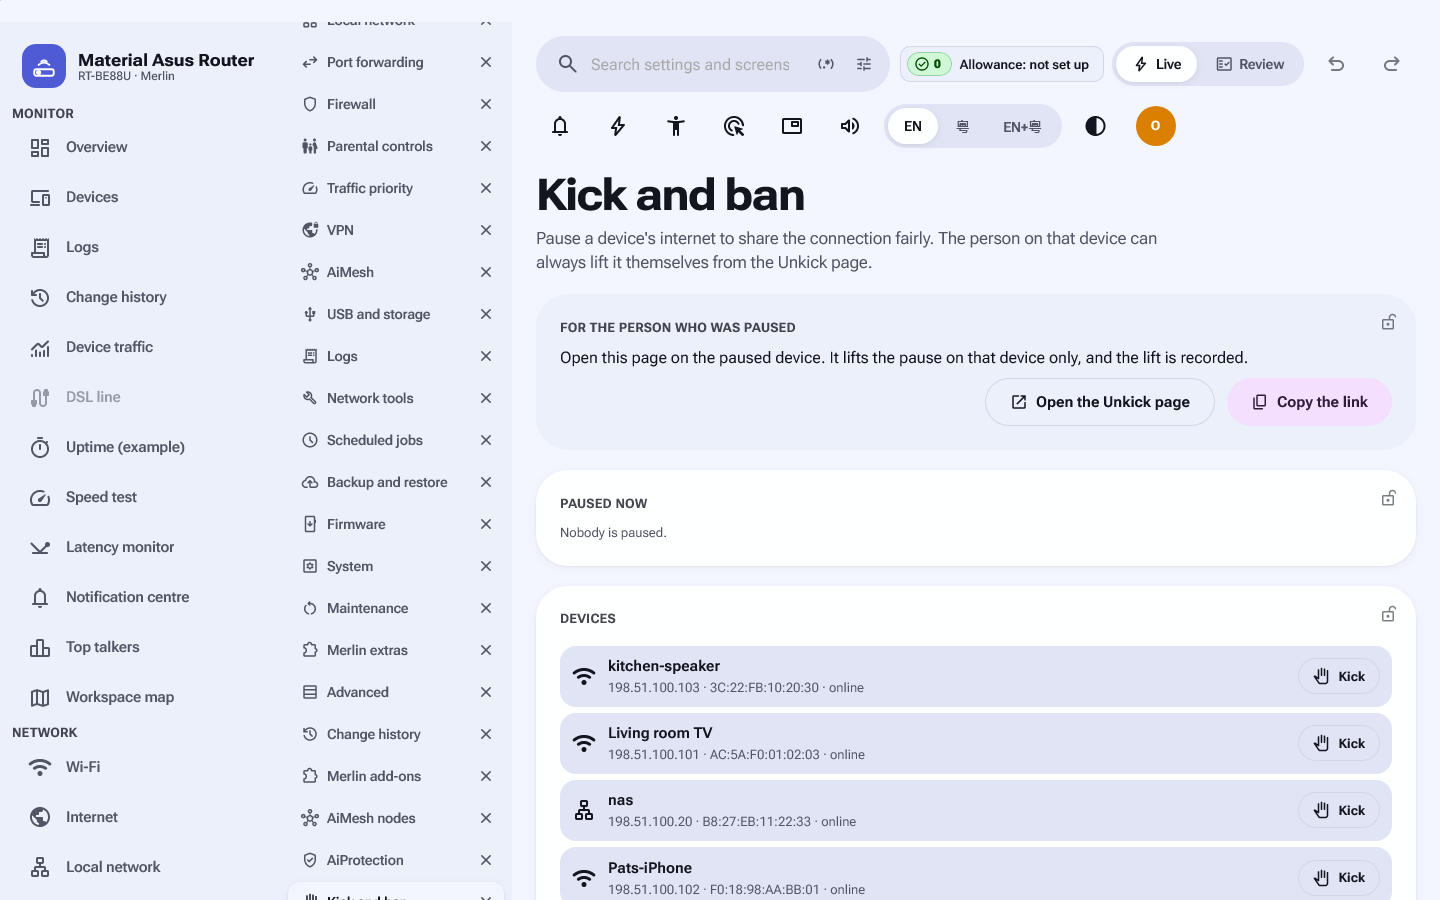 Material Asus Router
RT-BE88U · Merlin
MONITOR
Overview
Devices
Logs
Change history
Device traffic
DSL line
Uptime (example)
Speed test
Latency monitor
Notification centre
Top talkers
Workspace map
NETWORK
Wi-Fi
Internet
Local network
Local network
Port forwarding
Firewall
Parental controls
Traffic priority
VPN
AiMesh
USB and storage
Logs
Network tools
Scheduled jobs
Backup and restore
Firmware
System
Maintenance
Merlin extras
Advanced
Change history
Merlin add-ons
AiMesh nodes
AiProtection
Kick and ban
Search settings and screens
(.*)
0
Allowance: not set up
Live
Review
EN
粵
EN+粵
O
Kick and ban
Pause a device's internet to share the connection fairly. The person on that device can
always lift it themselves from the Unkick page.
FOR THE PERSON WHO WAS PAUSED
Open this page on the paused device. It lifts the pause on that device only, and the lift is recorded.
Open the Unkick page
Copy the link
PAUSED NOW
Nobody is paused.
DEVICES
kitchen-speaker
198.51.100.103 · 3C:22:FB:10:20:30 · online
Kick
Living room TV
198.51.100.101 · AC:5A:F0:01:02:03 · online
Kick
nas
198.51.100.20 · B8:27:EB:11:22:33 · online
Kick
Pats-iPhone
198.51.100.102 · F0:18:98:AA:BB:01 · online
Kick